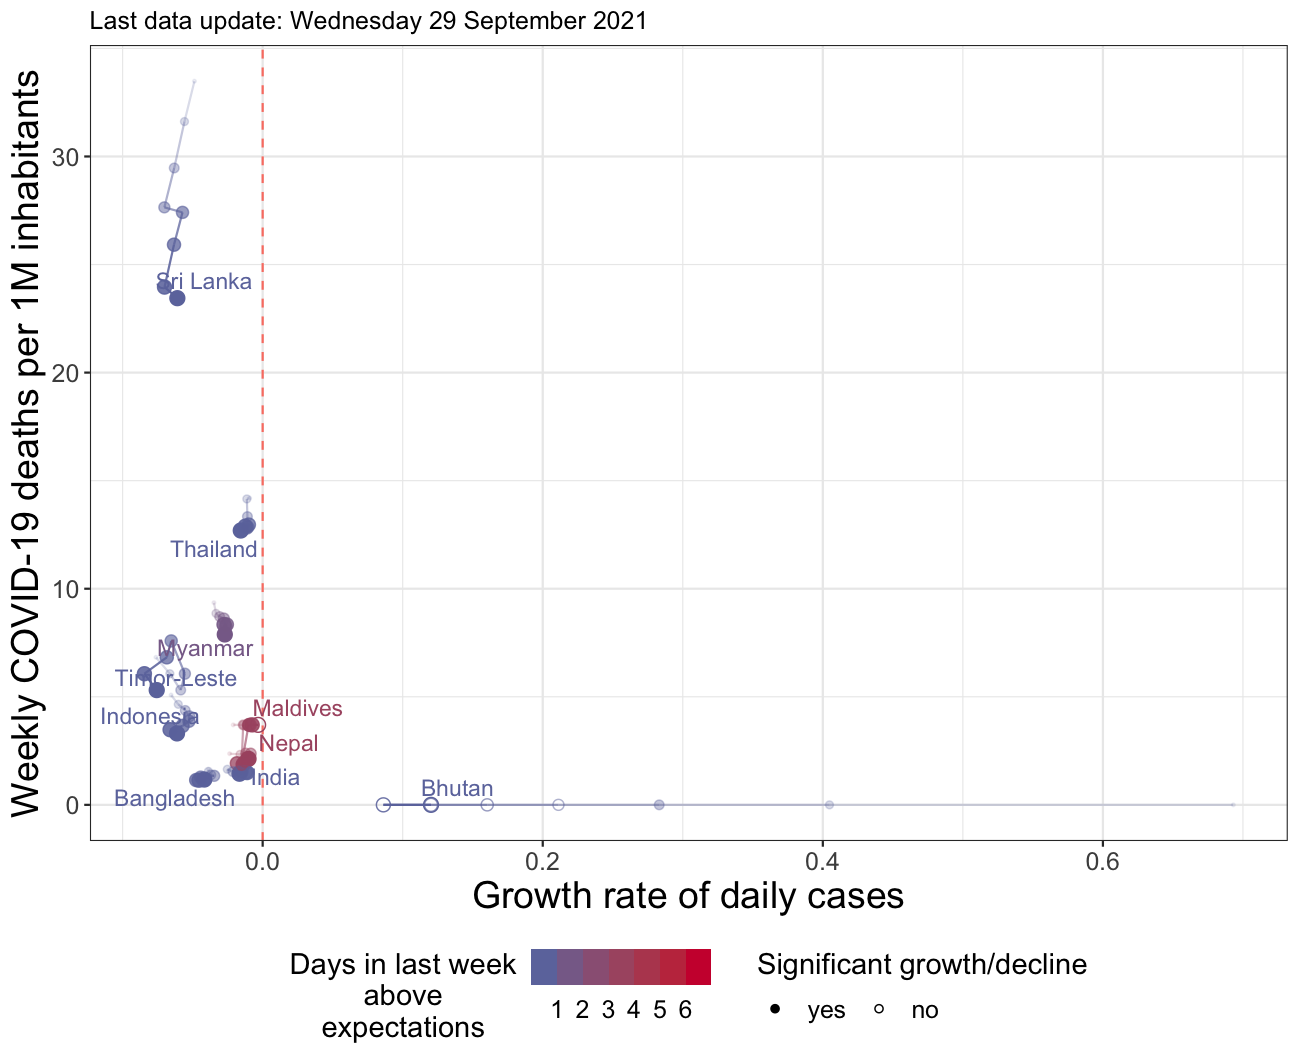 Last data update: Wednesday 29 September 2021
Weekly COVID-19 deaths per 1M inhabitants
30
20
10
0
Sri Lanka
Thailand
Myanmar
Timor-Leste
Indonesia
Maldives
Nepal
India
Bangladesh
Bhutan
0.0 0.2 0.4 0.6
Growth rate of daily cases
Days in last week
above
expectations
1 2 3 4 5 6
Significant growth/decline
yes no